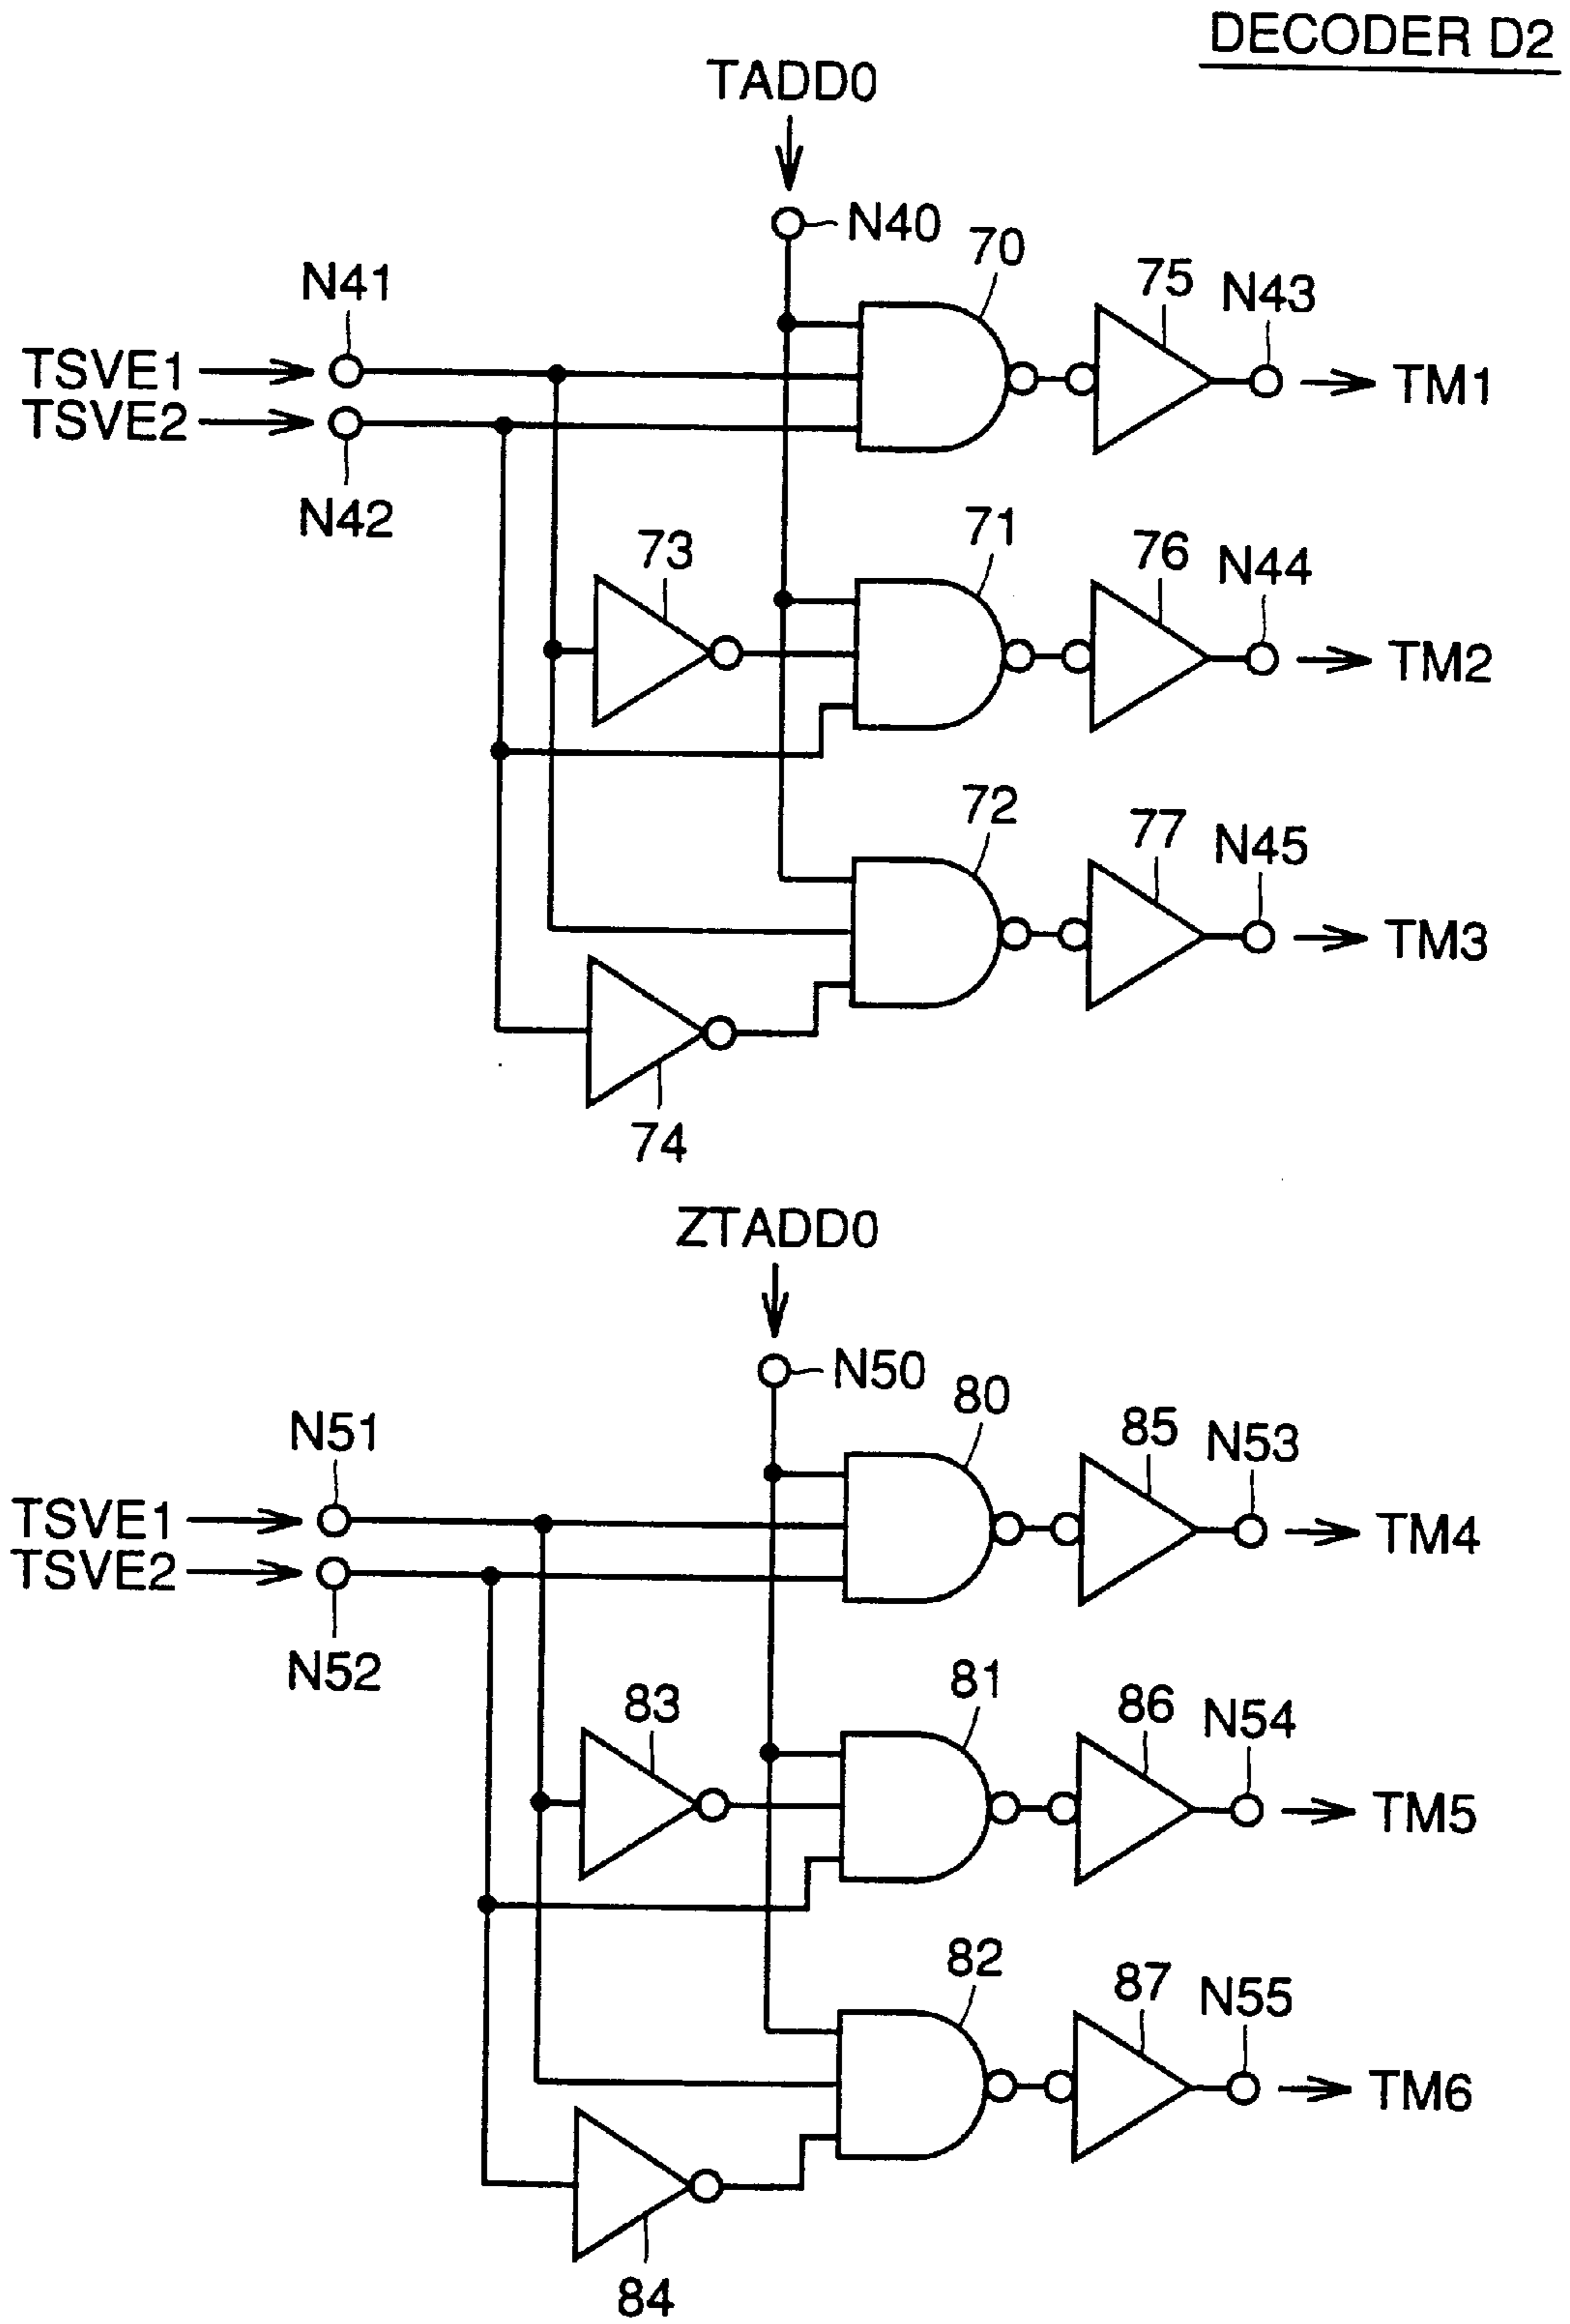 DECODER D2
TADD0
N40
70
N41
75
N43
TSVE1
TM1
TSVE2
N42
71
73
76
N44
TM2
72
77
N45
TM3
74
ZTADD0
N50
80
N51
85
N53
TSVE1
TM4
TSVE2
N52
81
83
86
N54
TM5
82
87
N55
TM6
84